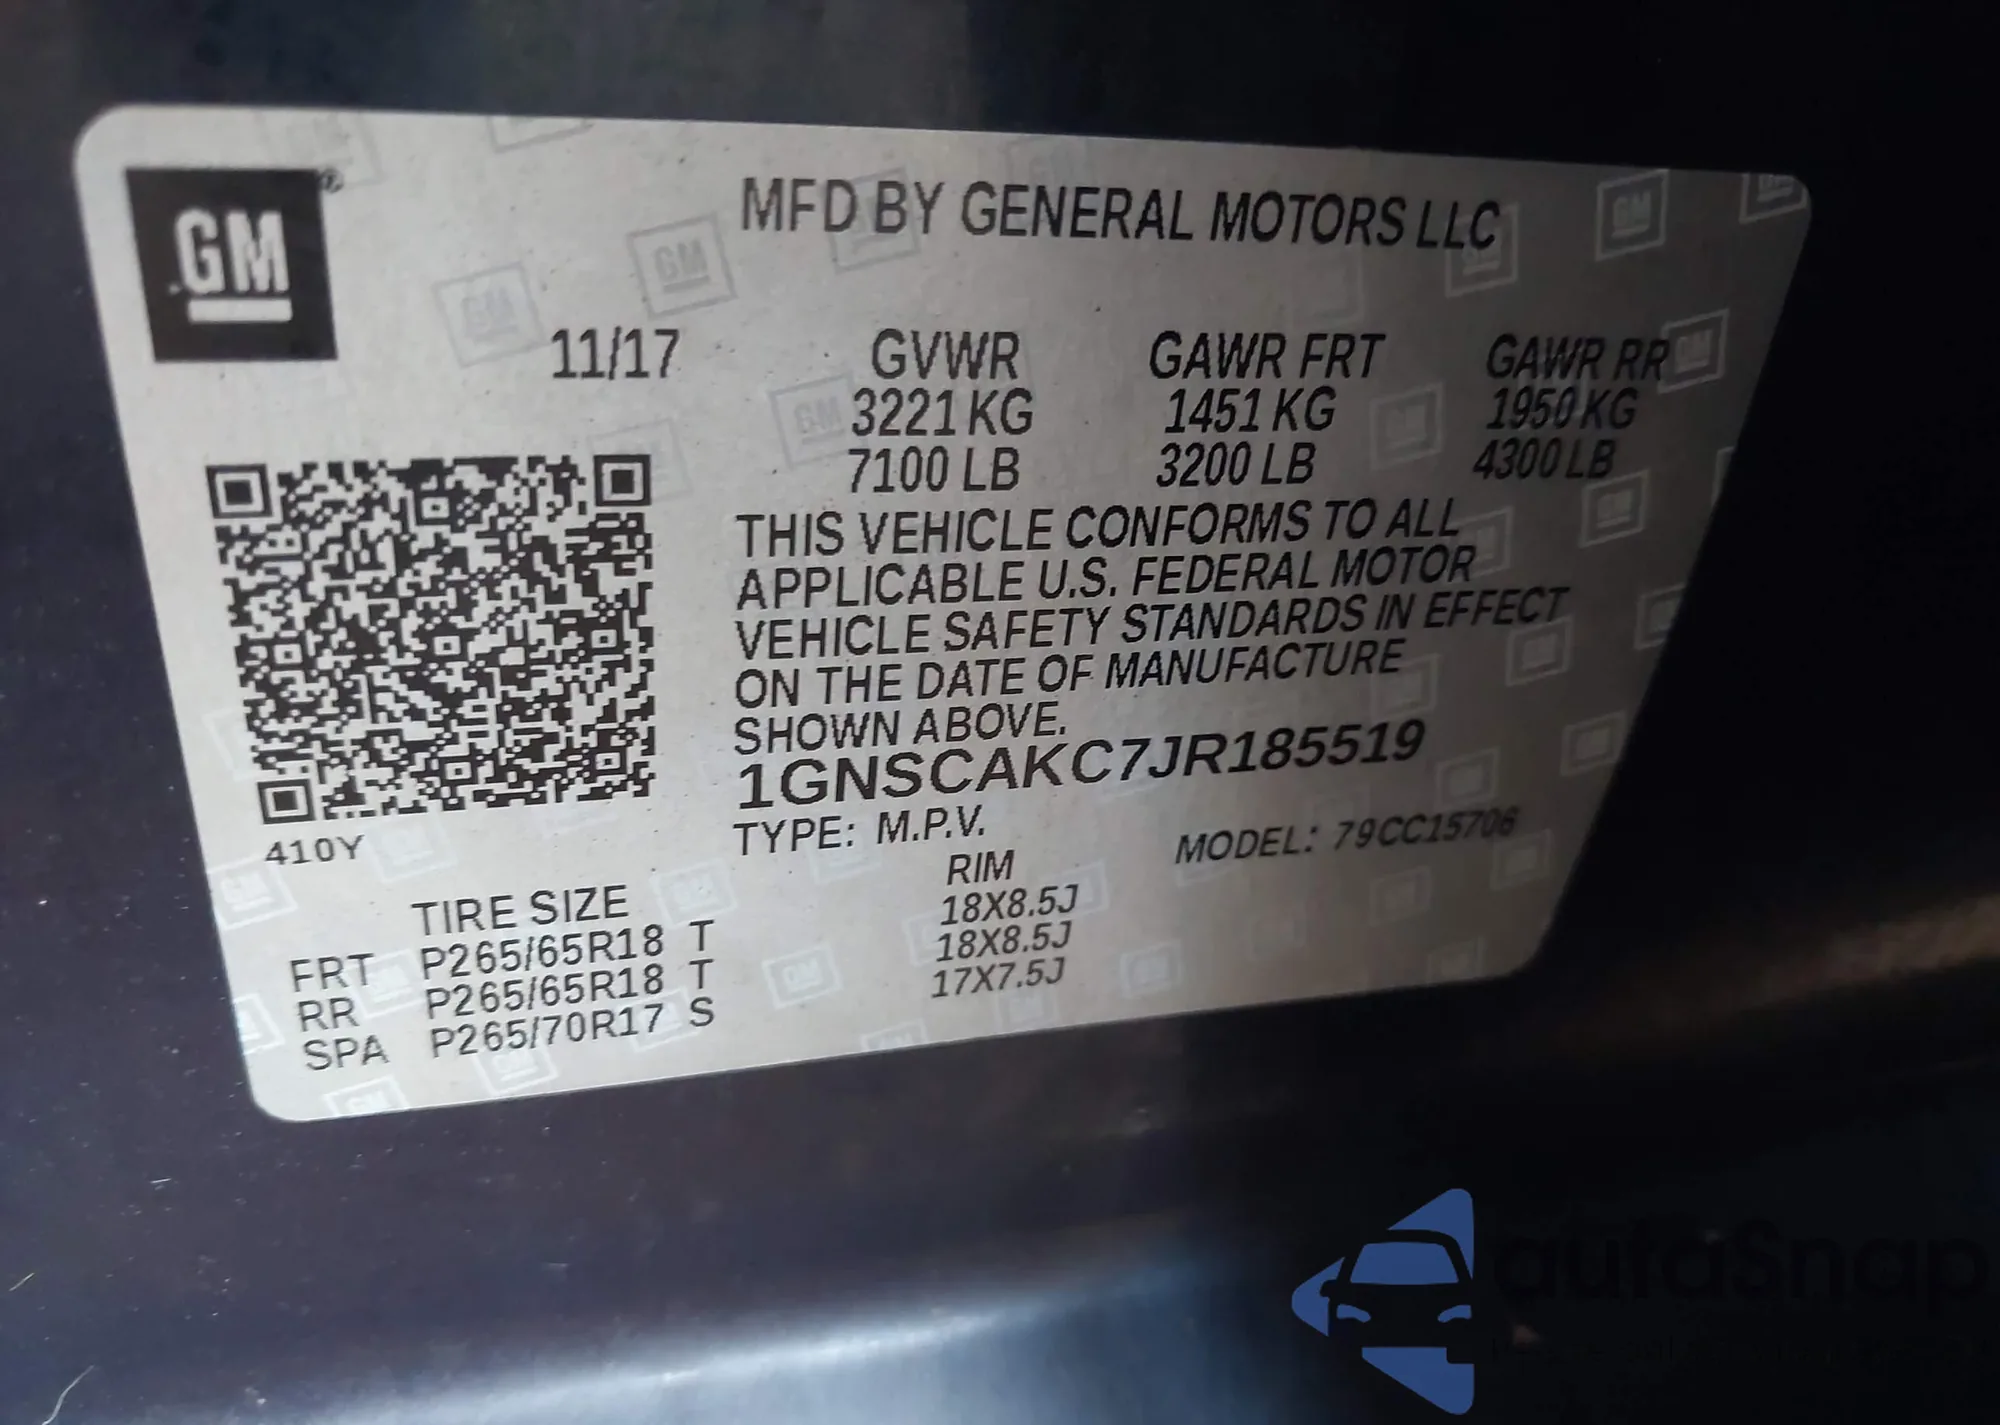 GM®
MFD BY GENERAL MOTORS LLC
11/17 GVWR GAWR FRT GAWR RR
3221 KG 1451 KG 1950 KG
7100 LB 3200 LB 4300 LB
THIS VEHICLE CONFORMS TO ALL
APPLICABLE U.S. FEDERAL MOTOR
VEHICLE SAFETY STANDARDS IN EFFECT
ON THE DATE OF MANUFACTURE
SHOWN ABOVE.
1GNSCAKC7JR185519
TYPE: M.P.V. MODEL: 79CC15706
410Y
TIRE SIZE RIM
FRT P265/65R18 T 18X8.5J
RR P265/65R18 T 18X8.5J
SPA P265/70R17 S 17X7.5J
autoSnap